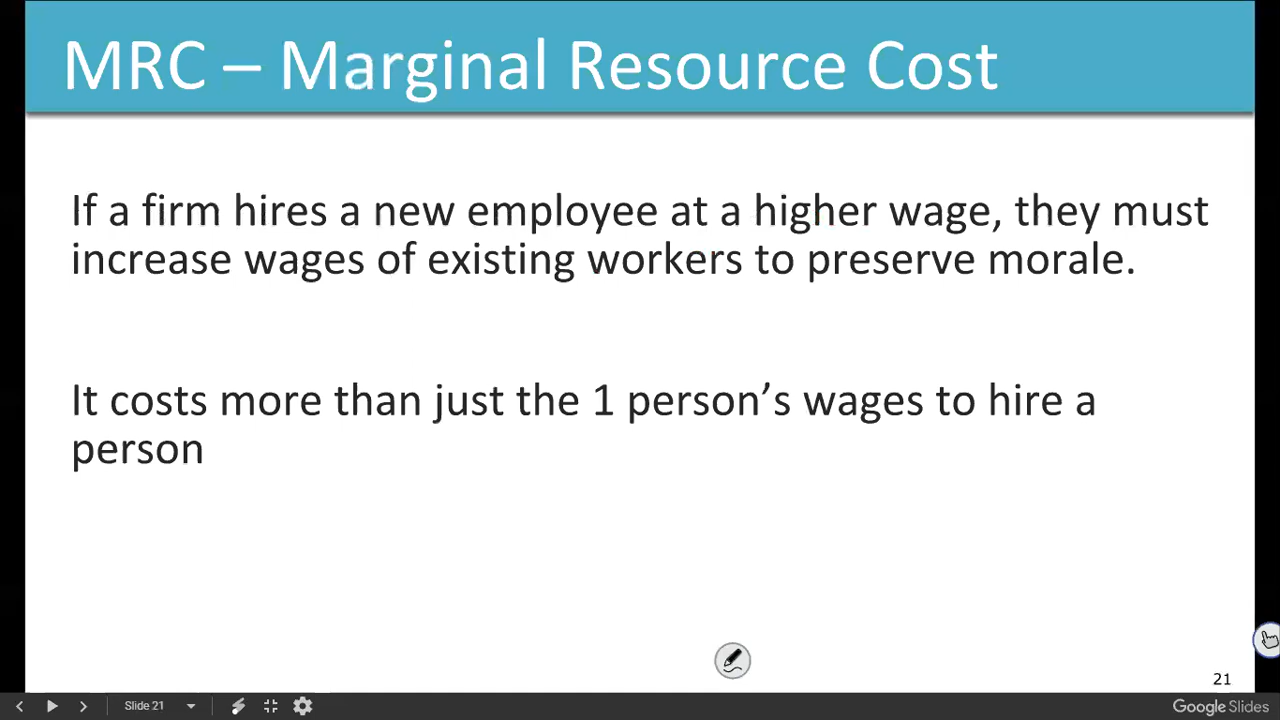 MRC – Marginal Resource Cost
If a firm hires a new employee at a higher wage, they must
increase wages of existing workers to preserve morale.
It costs more than just the 1 person’s wages to hire a
person
21
Slide 21
Google Slides